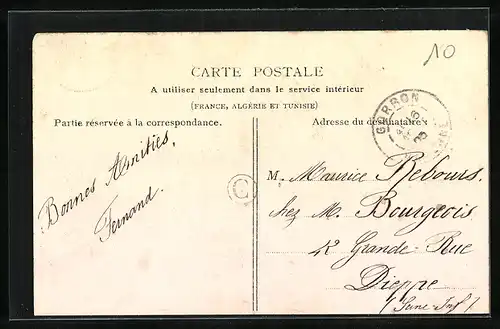 10
CARTE POSTALE
A utiliser seulement dans le service intérieur
(FRANCE, ALGÉRIE ET TUNISIE)
Partie réservée à la correspondance.
Adresse du destinataire
Bonnes Amitiés,
Fernand.
M. Maurice Rebours.
chez M. Bourgeois
42 Grande-Rue
Dieppe
(Seine-Inf)